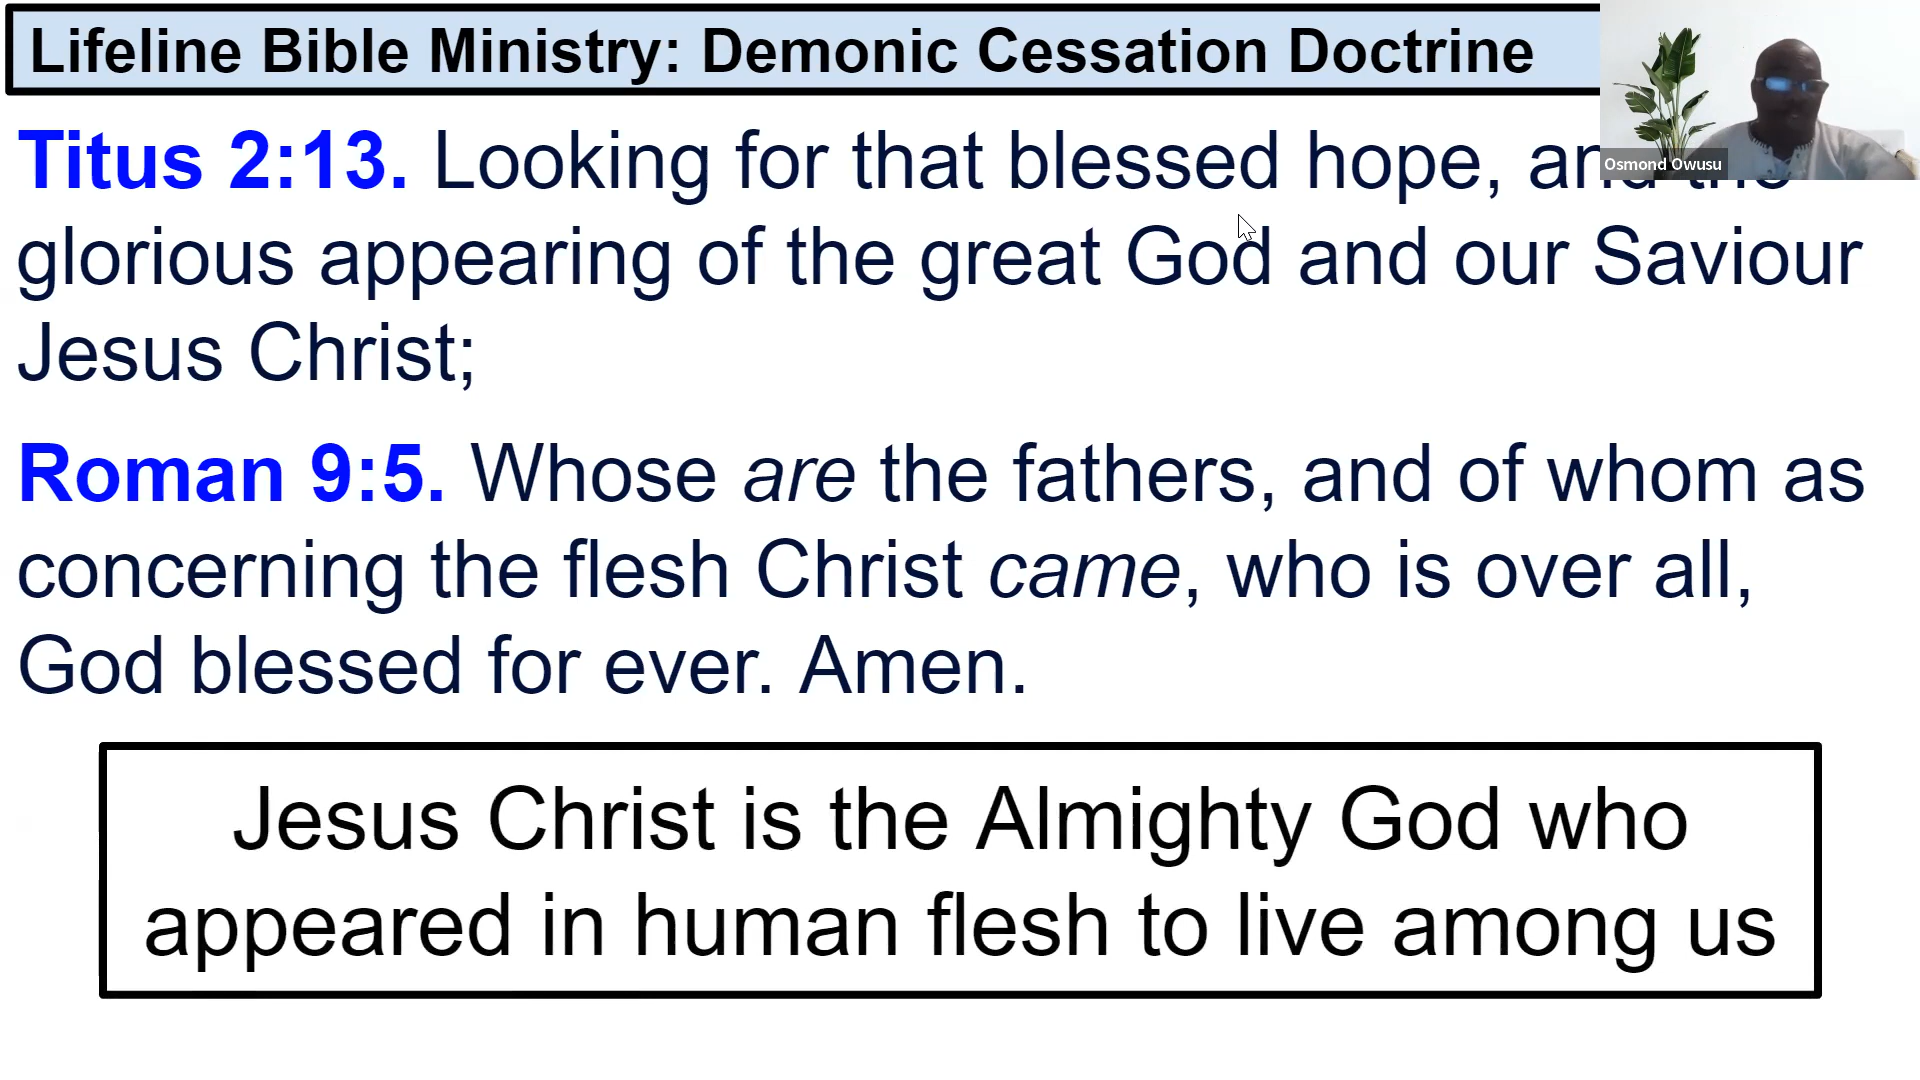 Lifeline Bible Ministry: Demonic Cessation Doctrine
Osmond Owusu
Titus 2:13. Looking for that blessed hope, and the
glorious appearing of the great God and our Saviour
Jesus Christ;
Roman 9:5. Whose are the fathers, and of whom as
concerning the flesh Christ came, who is over all,
God blessed for ever. Amen.
Jesus Christ is the Almighty God who
appeared in human flesh to live among us